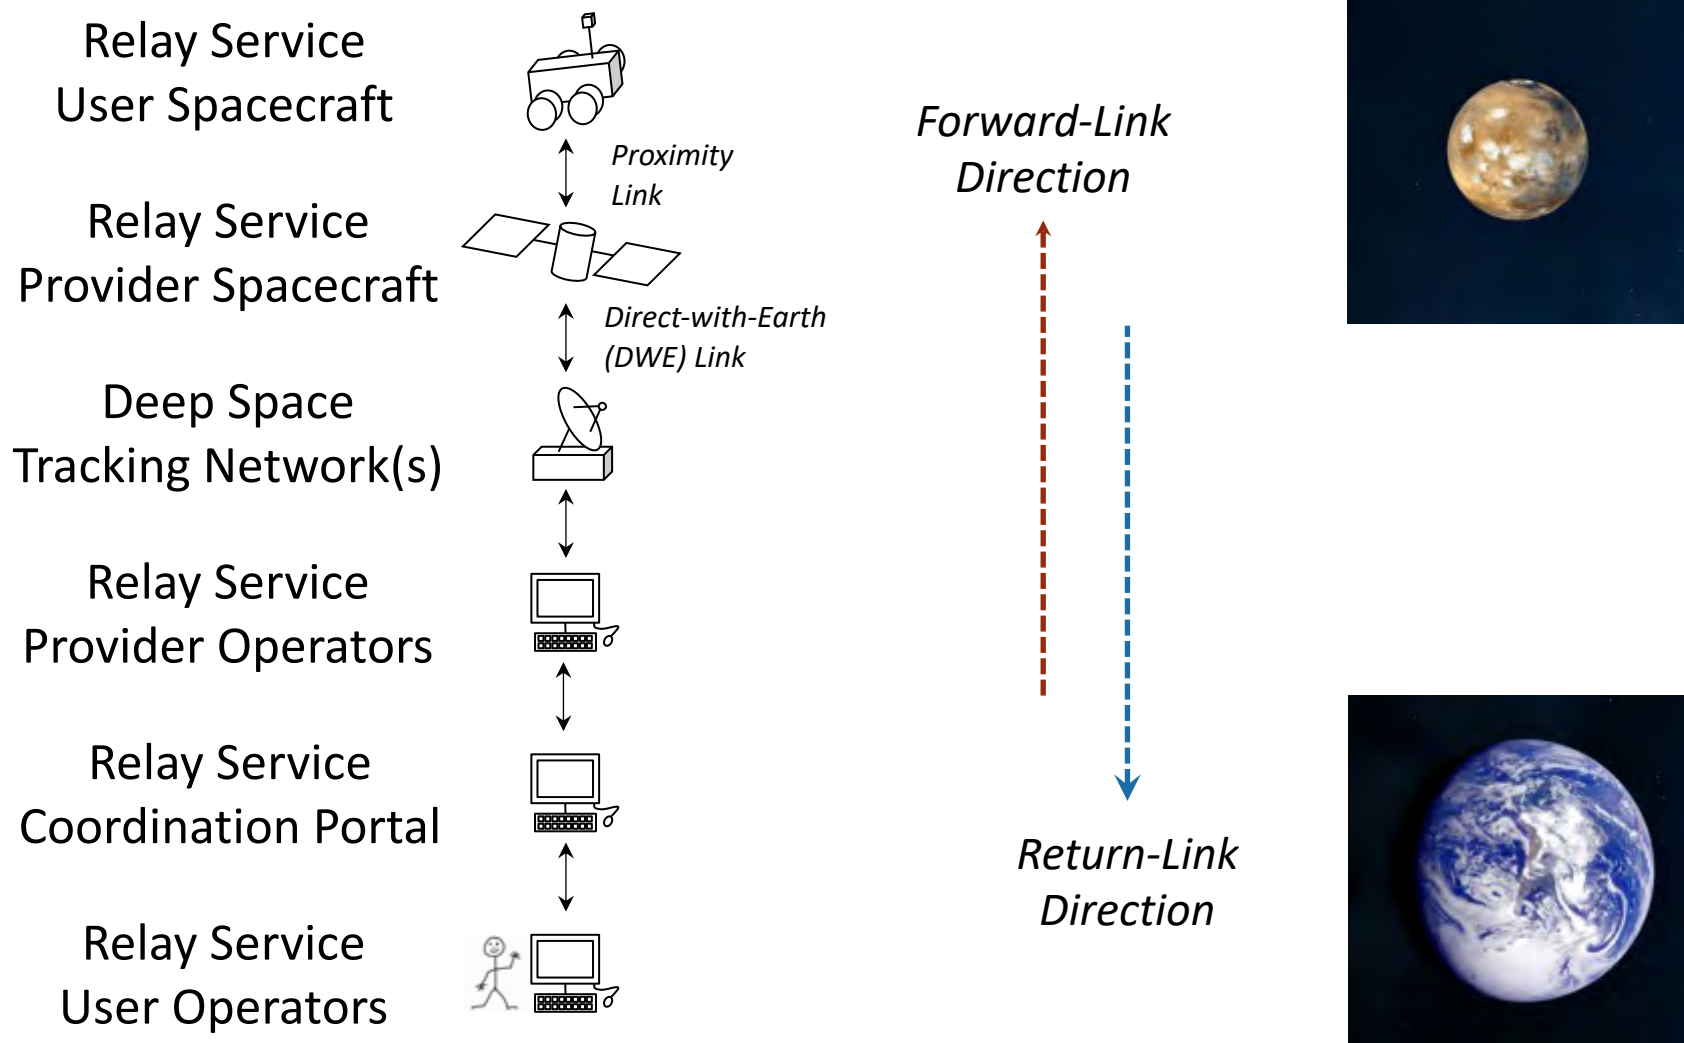 Relay Service
User Spacecraft
Proximity
Link
Relay Service
Provider Spacecraft
Direct-with-Earth
(DWE) Link
Deep Space
Tracking Network(s)
Relay Service
Provider Operators
Relay Service
Coordination Portal
Relay Service
User Operators
Forward-Link
Direction
Return-Link
Direction